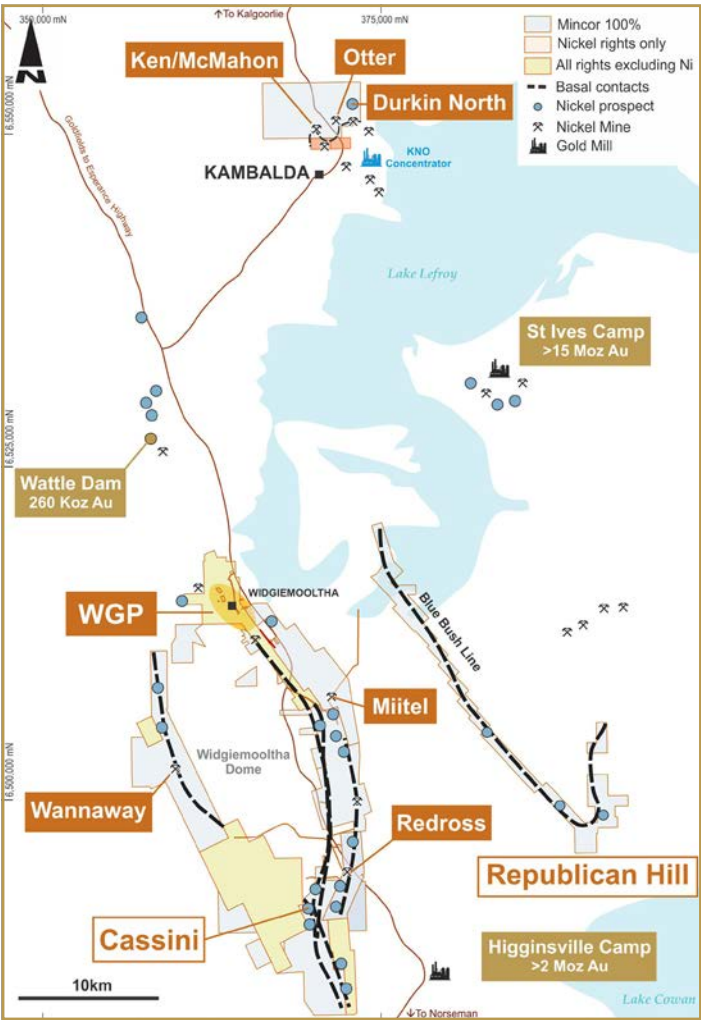 350,000 mN
To Kalgoorlie
375,000 mN
N
Mincor 100%
Nickel rights only
All rights excluding Ni
Basal contacts
Nickel prospect
Nickel Mine
Gold Mill
Ken/McMahon
Otter
Durkin North
6,550,000 mN
Goldfields to Esperance Highway
KNO
Concentrator
KAMBALDA
Lake Lefroy
St Ives Camp
>15 Moz Au
6,525,000 mN
Wattle Dam
260 Koz Au
WIDGIEMOOLTHA
WGP
Blue Bush Line
Miitel
Widgiemooltha
Dome
6,500,000 mN
Wannaway
Redross
Republican Hill
Cassini
Higginsville Camp
>2 Moz Au
10km
Lake Cowan
To Norseman